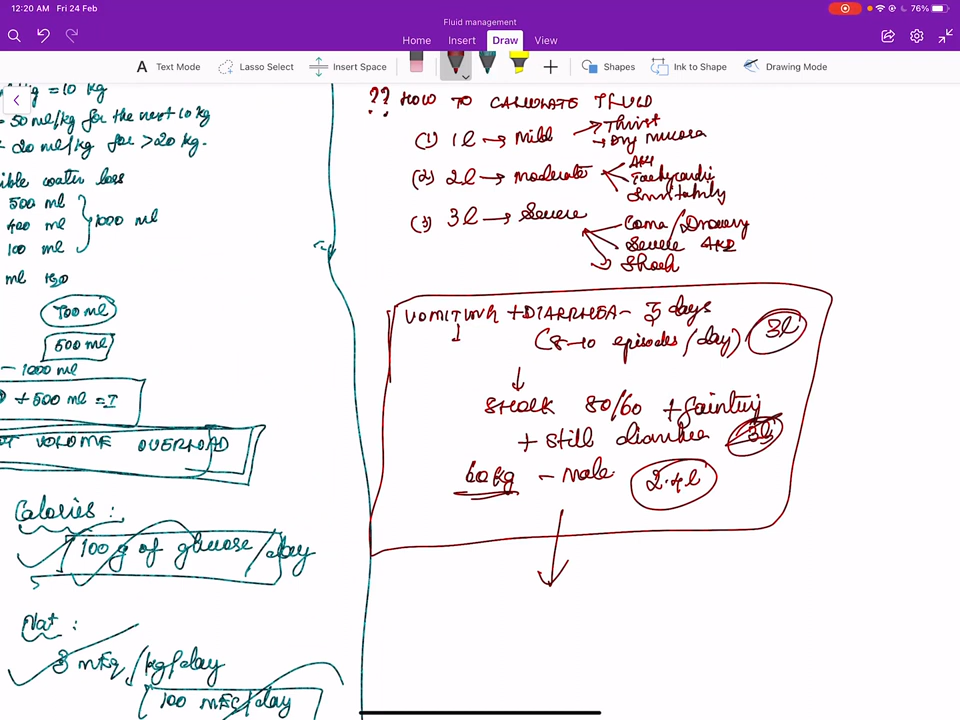 12:20 AM Fri 24 Feb
76%
Fluid management
Home Insert Draw View
Text Mode Lasso Select Insert Space Shapes Ink to Shape Drawing Mode
kg = 10 kg
= 50 ml/kg for the next 10 kg
20 ml/kg for >20 kg.
ible water loss
500 ml
400 ml } 1000 ml
100 ml
ml H20
700 ml
500 ml
- 1000 ml
+ 500 ml = I
VOLUME OVERLOAD
Calories :
100 g of glucose/day
Na+ :
3 mEq/kg/day
100 mEq/day
?? HOW TO CALCULATE FLUID
(1) 1l → Mild → Thirst
→ Dry mucosa
(2) 2l → moderate AKI
Tachycardia
Irritability
(3) 3l → Severe
Coma/Drowsy
Severe AKI
Shock
VOMITING + DIARRHEA - 3 days
(8-10 episodes/day) 3l
SHOCK 80/60 + fainting
+ still diarrhea 3l
60kg - Male 2.4l